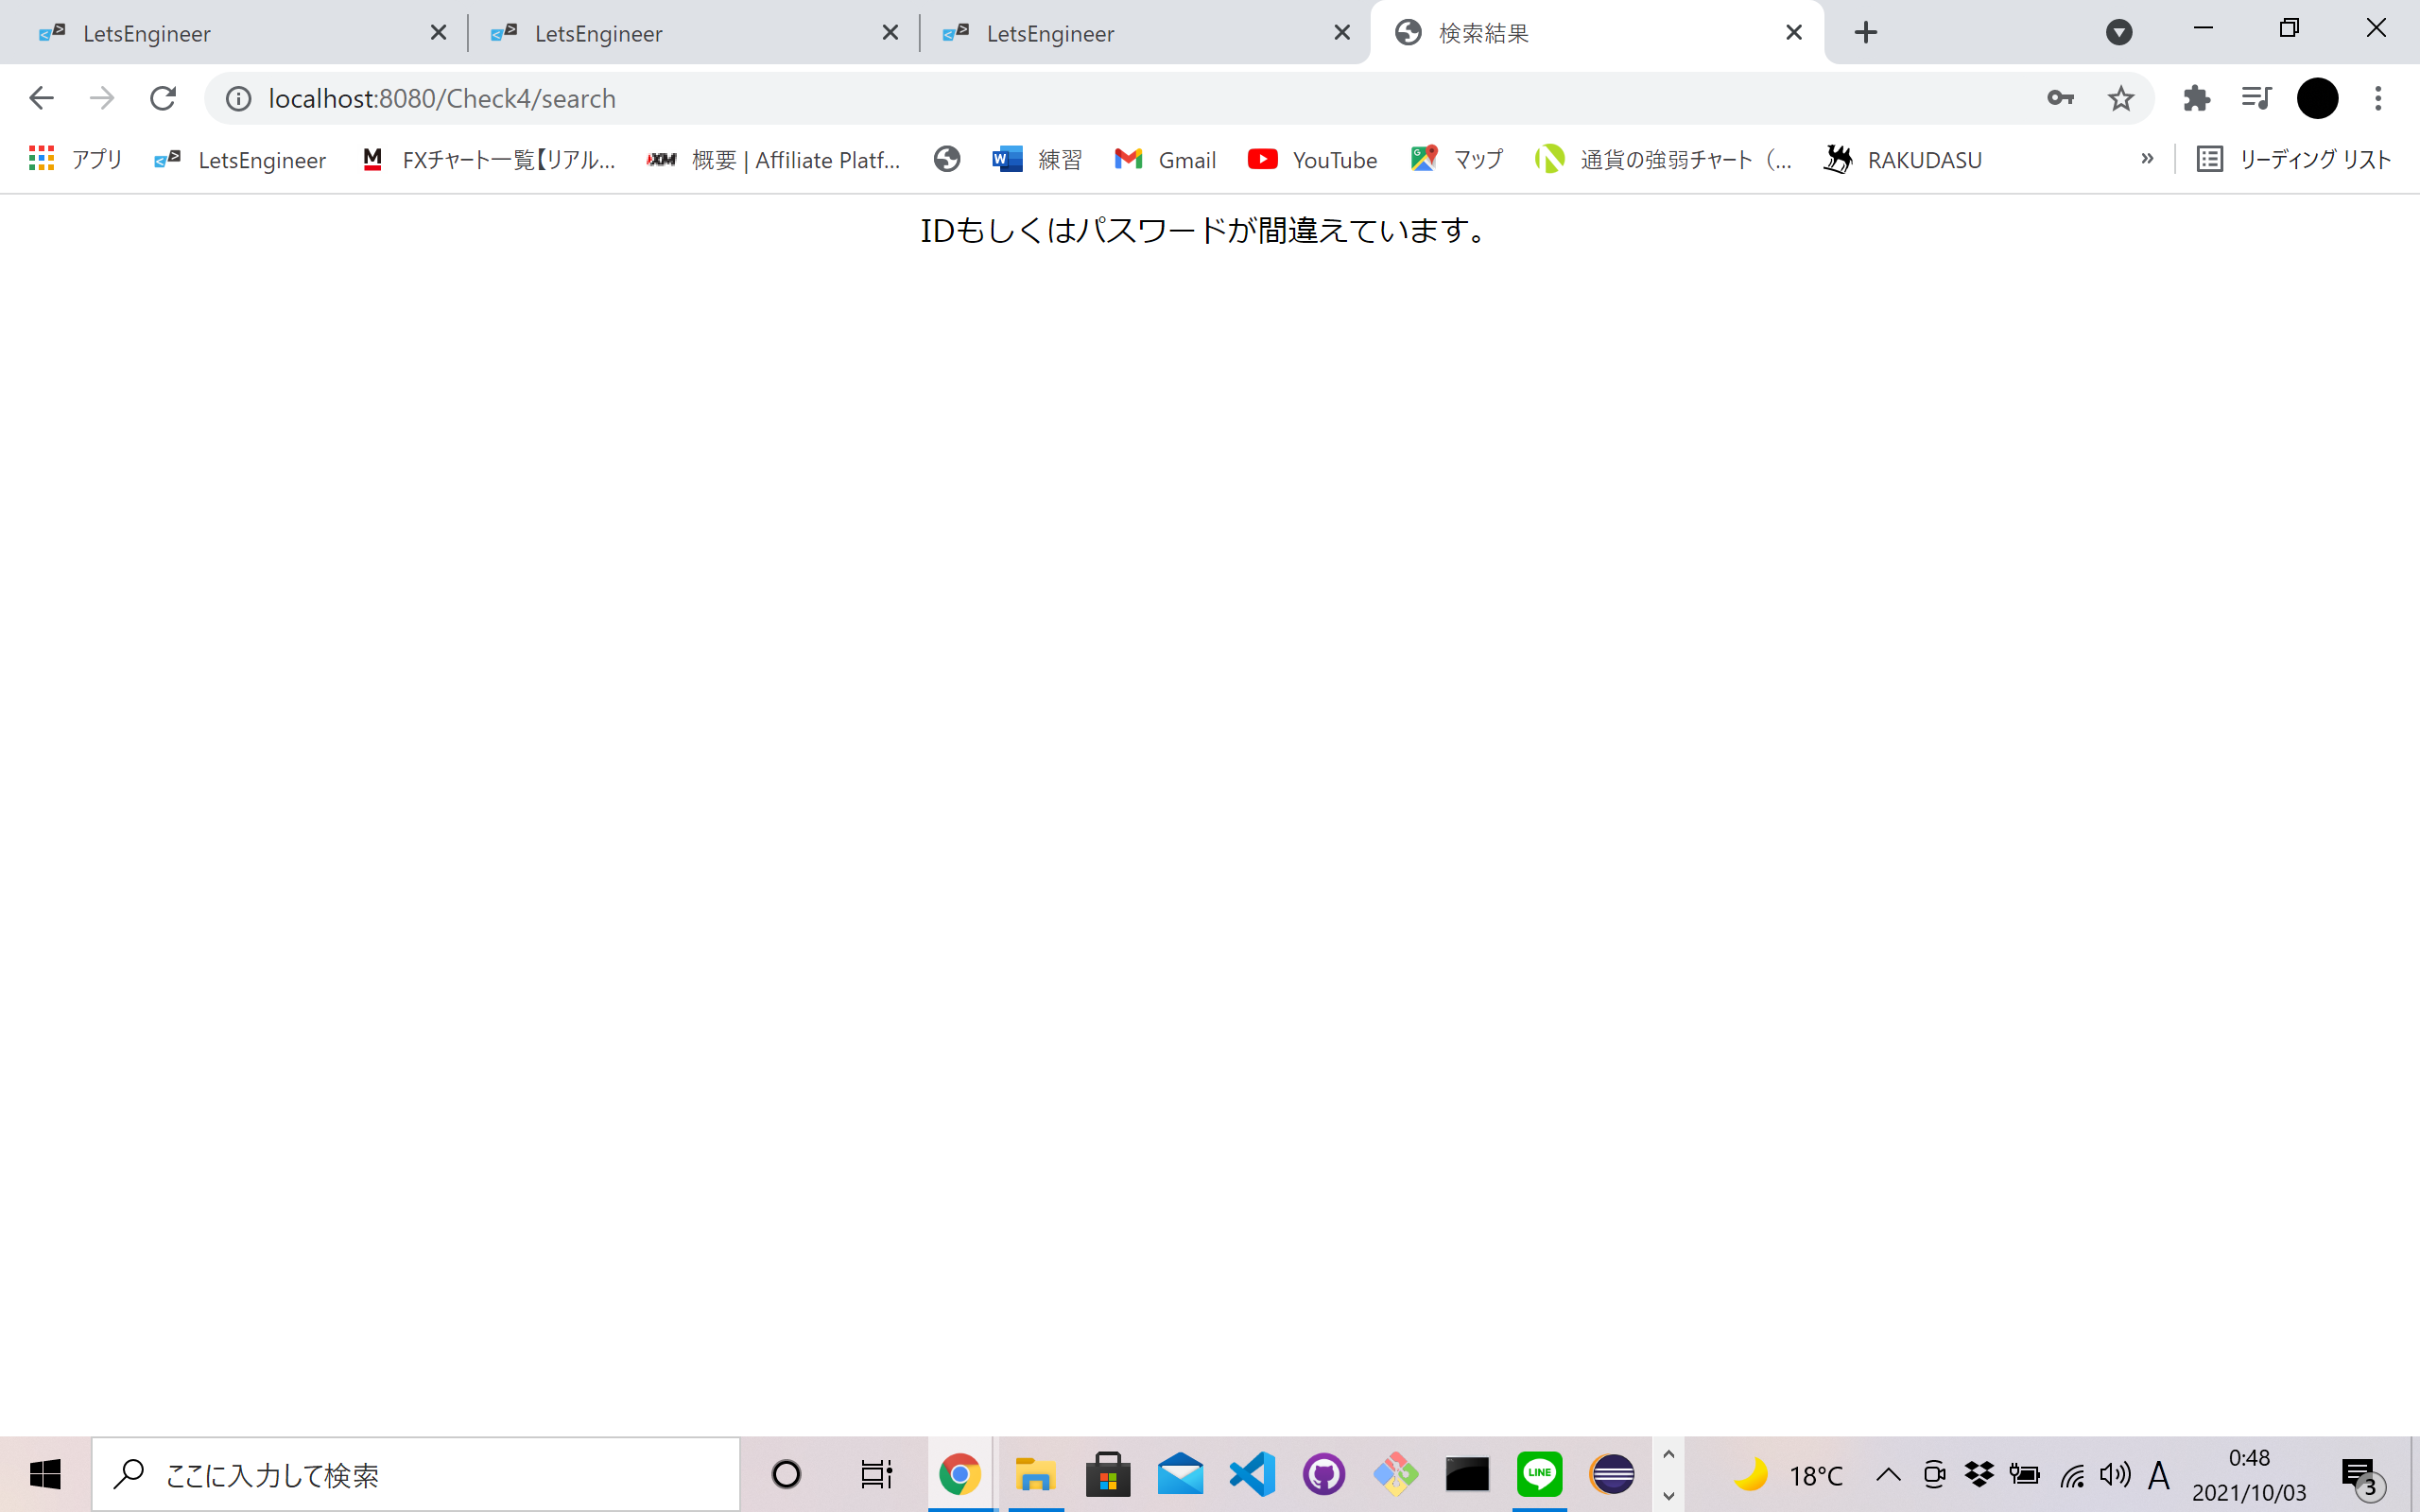 LetsEngineer
LetsEngineer
LetsEngineer
検索結果
localhost:8080/Check4/search
アプリ
LetsEngineer
M FXチャート一覧【リアル...
XM 概要 | Affiliate Platf...
W 練習
Gmail
YouTube
G マップ
通貨の強弱チャート（...
RAKUDASU
»
リーディング リスト
IDもしくはパスワードが間違えています。
ここに入力して検索
LINE
18°C
A
0:48
2021/10/03
3